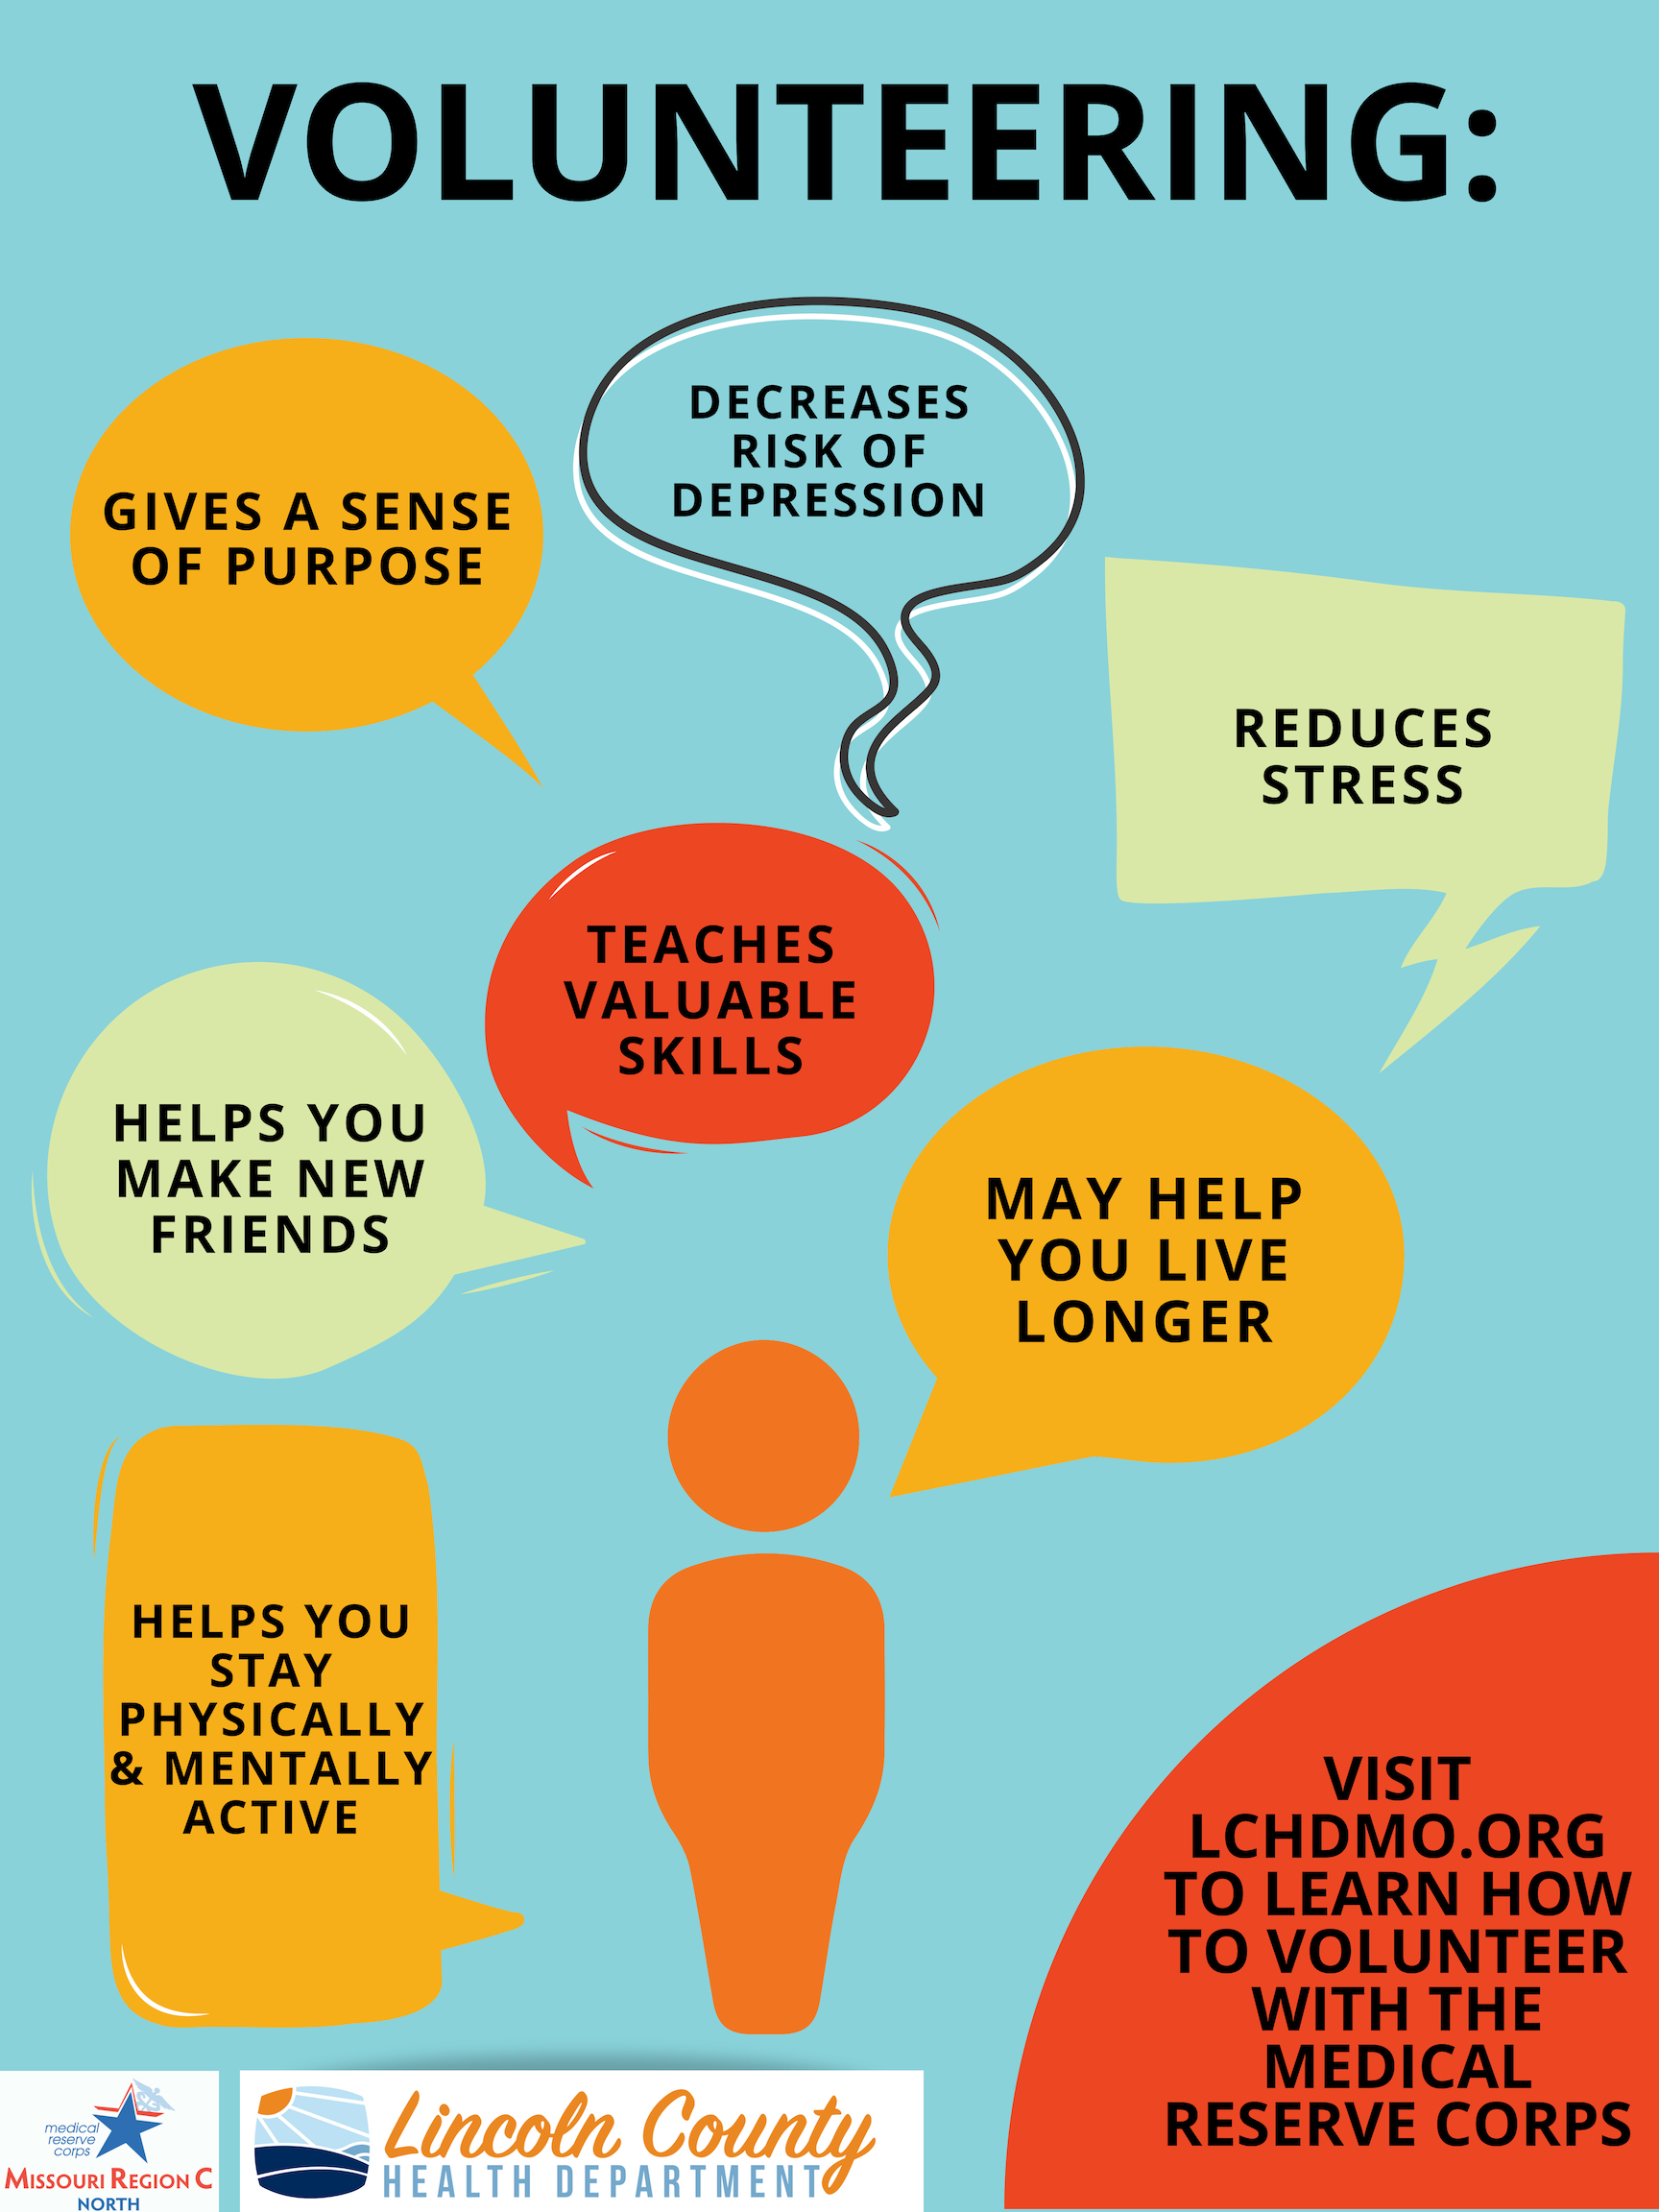 VOLUNTEERING:
DECREASES
RISK OF
DEPRESSION
GIVES A SENSE
OF PURPOSE
REDUCES
STRESS
TEACHES
VALUABLE
SKILLS
HELPS YOU
MAKE NEW
FRIENDS
MAY HELP
YOU LIVE
LONGER
HELPS YOU
STAY
PHYSICALLY
& MENTALLY
ACTIVE
VISIT
LCHDMO.ORG
TO LEARN HOW
TO VOLUNTEER
WITH THE
MEDICAL
RESERVE CORPS
medical
reserve
corps
MISSOURI REGION C
NORTH
Lincoln County
HEALTH DEPARTMENT